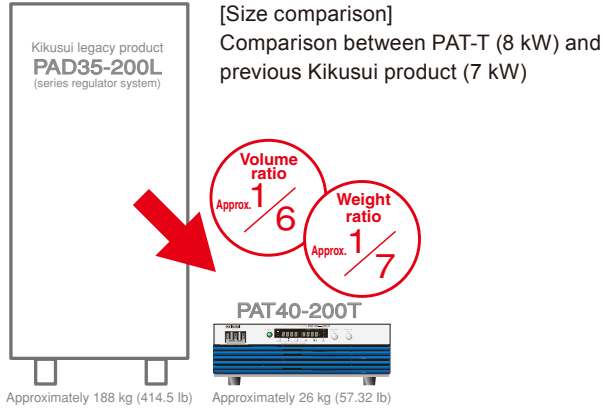 [Size comparison]
Comparison between PAT-T (8 kW) and
previous Kikusui product (7 kW)
Kikusui legacy product
PAD35-200L
(series regulator system)
Volume
ratio
Approx. 1/6
Weight
ratio
Approx. 1/7
PAT40-200T
Approximately 188 kg (414.5 lb)
Approximately 26 kg (57.32 lb)